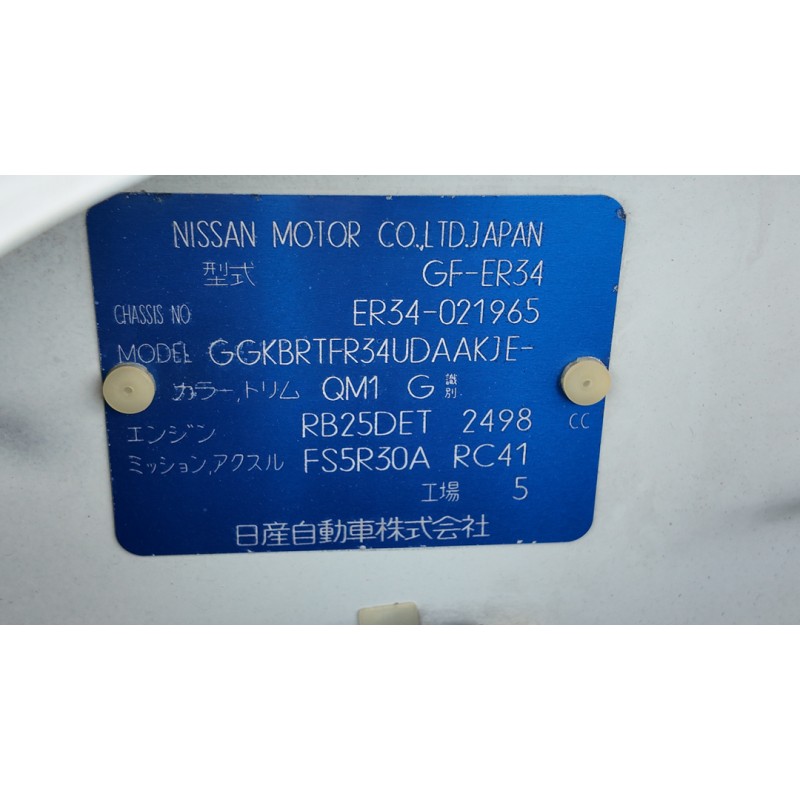 NISSAN MOTOR CO.,LTD.JAPAN
型式 GF-ER34
CHASSIS NO ER34-021965
MODEL GGKBRTFR34UDAAKJE-
カラー,トリム QM1 G 識別
エンジン RB25DET 2498 CC
ミッション,アクスル FS5R30A RC41
工場 5
日産自動車株式会社